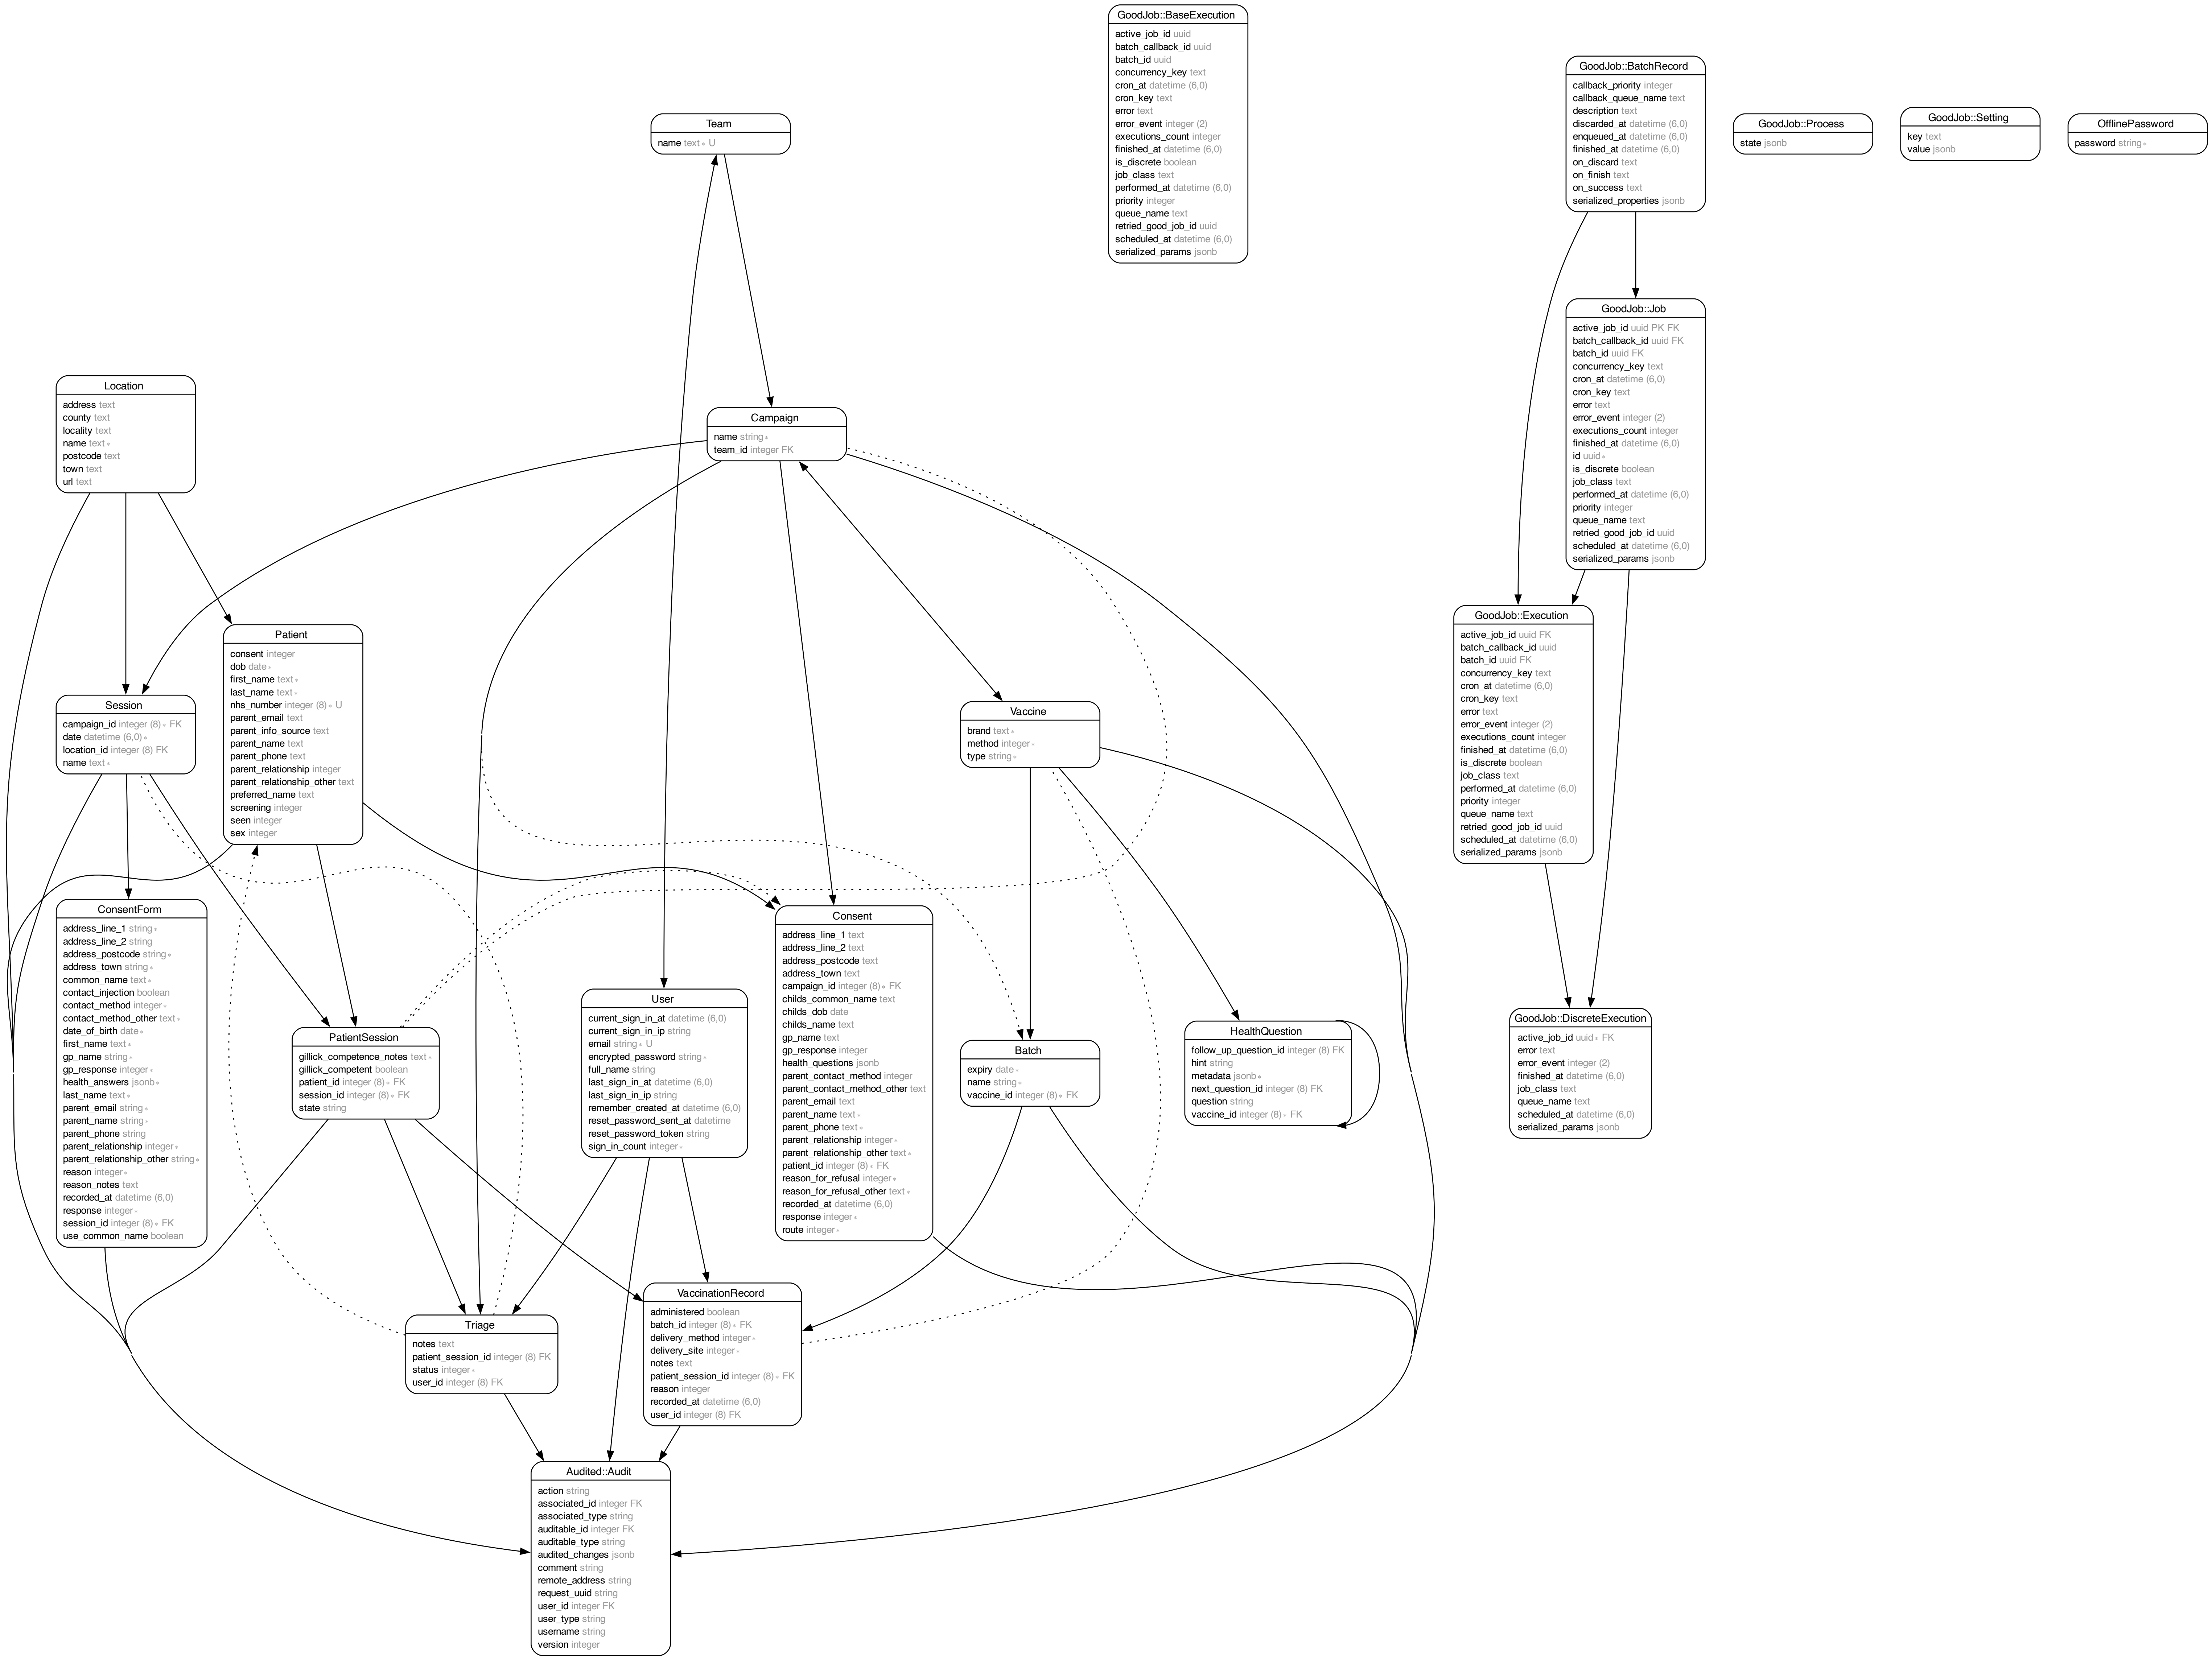 GoodJob::BaseExecution
active_job_id uuid
batch_callback_id uuid
batch_id uuid
concurrency_key text
cron_at datetime (6,0)
cron_key text
error text
error_event integer (2)
executions_count integer
finished_at datetime (6,0)
is_discrete boolean
job_class text
performed_at datetime (6,0)
priority integer
queue_name text
retried_good_job_id uuid
scheduled_at datetime (6,0)
serialized_params jsonb
GoodJob::BatchRecord
callback_priority integer
callback_queue_name text
description text
discarded_at datetime (6,0)
enqueued_at datetime (6,0)
finished_at datetime (6,0)
on_discard text
on_finish text
on_success text
serialized_properties jsonb
GoodJob::Process
state jsonb
GoodJob::Setting
key text
value jsonb
OfflinePassword
password string∗
Team
name text∗ U
GoodJob::Job
active_job_id uuid PK FK
batch_callback_id uuid FK
batch_id uuid FK
concurrency_key text
cron_at datetime (6,0)
cron_key text
error text
error_event integer (2)
executions_count integer
finished_at datetime (6,0)
id uuid∗
is_discrete boolean
job_class text
performed_at datetime (6,0)
priority integer
queue_name text
retried_good_job_id uuid
scheduled_at datetime (6,0)
serialized_params jsonb
Location
address text
county text
locality text
name text∗
postcode text
town text
url text
Campaign
name string∗
team_id integer FK
GoodJob::Execution
active_job_id uuid FK
batch_callback_id uuid
batch_id uuid FK
concurrency_key text
cron_at datetime (6,0)
cron_key text
error text
error_event integer (2)
executions_count integer
finished_at datetime (6,0)
is_discrete boolean
job_class text
performed_at datetime (6,0)
priority integer
queue_name text
retried_good_job_id uuid
scheduled_at datetime (6,0)
serialized_params jsonb
Patient
consent integer
dob date∗
first_name text∗
last_name text∗
nhs_number integer (8)∗ U
parent_email text
parent_info_source text
parent_name text
parent_phone text
parent_relationship integer
parent_relationship_other text
preferred_name text
screening integer
seen integer
sex integer
Session
campaign_id integer (8)∗ FK
date datetime (6,0)∗
location_id integer (8) FK
name text∗
Vaccine
brand text∗
method integer∗
type string∗
ConsentForm
address_line_1 string∗
address_line_2 string
address_postcode string∗
address_town string∗
common_name text∗
contact_injection boolean
contact_method integer∗
contact_method_other text∗
date_of_birth date∗
first_name text∗
gp_name string∗
gp_response integer∗
health_answers jsonb∗
last_name text∗
parent_email string∗
parent_name string∗
parent_phone string
parent_relationship integer∗
parent_relationship_other string∗
reason integer∗
reason_notes text
recorded_at datetime (6,0)
response integer∗
session_id integer (8)∗ FK
use_common_name boolean
Consent
address_line_1 text
address_line_2 text
address_postcode text
address_town text
campaign_id integer (8)∗ FK
childs_common_name text
childs_dob date
childs_name text
gp_name text
gp_response integer
health_questions jsonb
parent_contact_method integer
parent_contact_method_other text
parent_email text
parent_name text∗
parent_phone text∗
parent_relationship integer∗
parent_relationship_other text∗
patient_id integer (8)∗ FK
reason_for_refusal integer∗
reason_for_refusal_other text∗
recorded_at datetime (6,0)
response integer∗
route integer∗
User
current_sign_in_at datetime (6,0)
current_sign_in_ip string
email string∗ U
encrypted_password string∗
full_name string
last_sign_in_at datetime (6,0)
last_sign_in_ip string
remember_created_at datetime (6,0)
reset_password_sent_at datetime
reset_password_token string
sign_in_count integer∗
PatientSession
gillick_competence_notes text∗
gillick_competent boolean
patient_id integer (8)∗ FK
session_id integer (8)∗ FK
state string
Batch
expiry date∗
name string∗
vaccine_id integer (8)∗ FK
HealthQuestion
follow_up_question_id integer (8) FK
hint string
metadata jsonb∗
next_question_id integer (8) FK
question string
vaccine_id integer (8)∗ FK
GoodJob::DiscreteExecution
active_job_id uuid∗ FK
error text
error_event integer (2)
finished_at datetime (6,0)
job_class text
queue_name text
scheduled_at datetime (6,0)
serialized_params jsonb
Triage
notes text
patient_session_id integer (8) FK
status integer∗
user_id integer (8) FK
VaccinationRecord
administered boolean
batch_id integer (8)∗ FK
delivery_method integer∗
delivery_site integer∗
notes text
patient_session_id integer (8)∗ FK
reason integer
recorded_at datetime (6,0)
user_id integer (8) FK
Audited::Audit
action string
associated_id integer FK
associated_type string
auditable_id integer FK
auditable_type string
audited_changes jsonb
comment string
remote_address string
request_uuid string
user_id integer FK
user_type string
username string
version integer